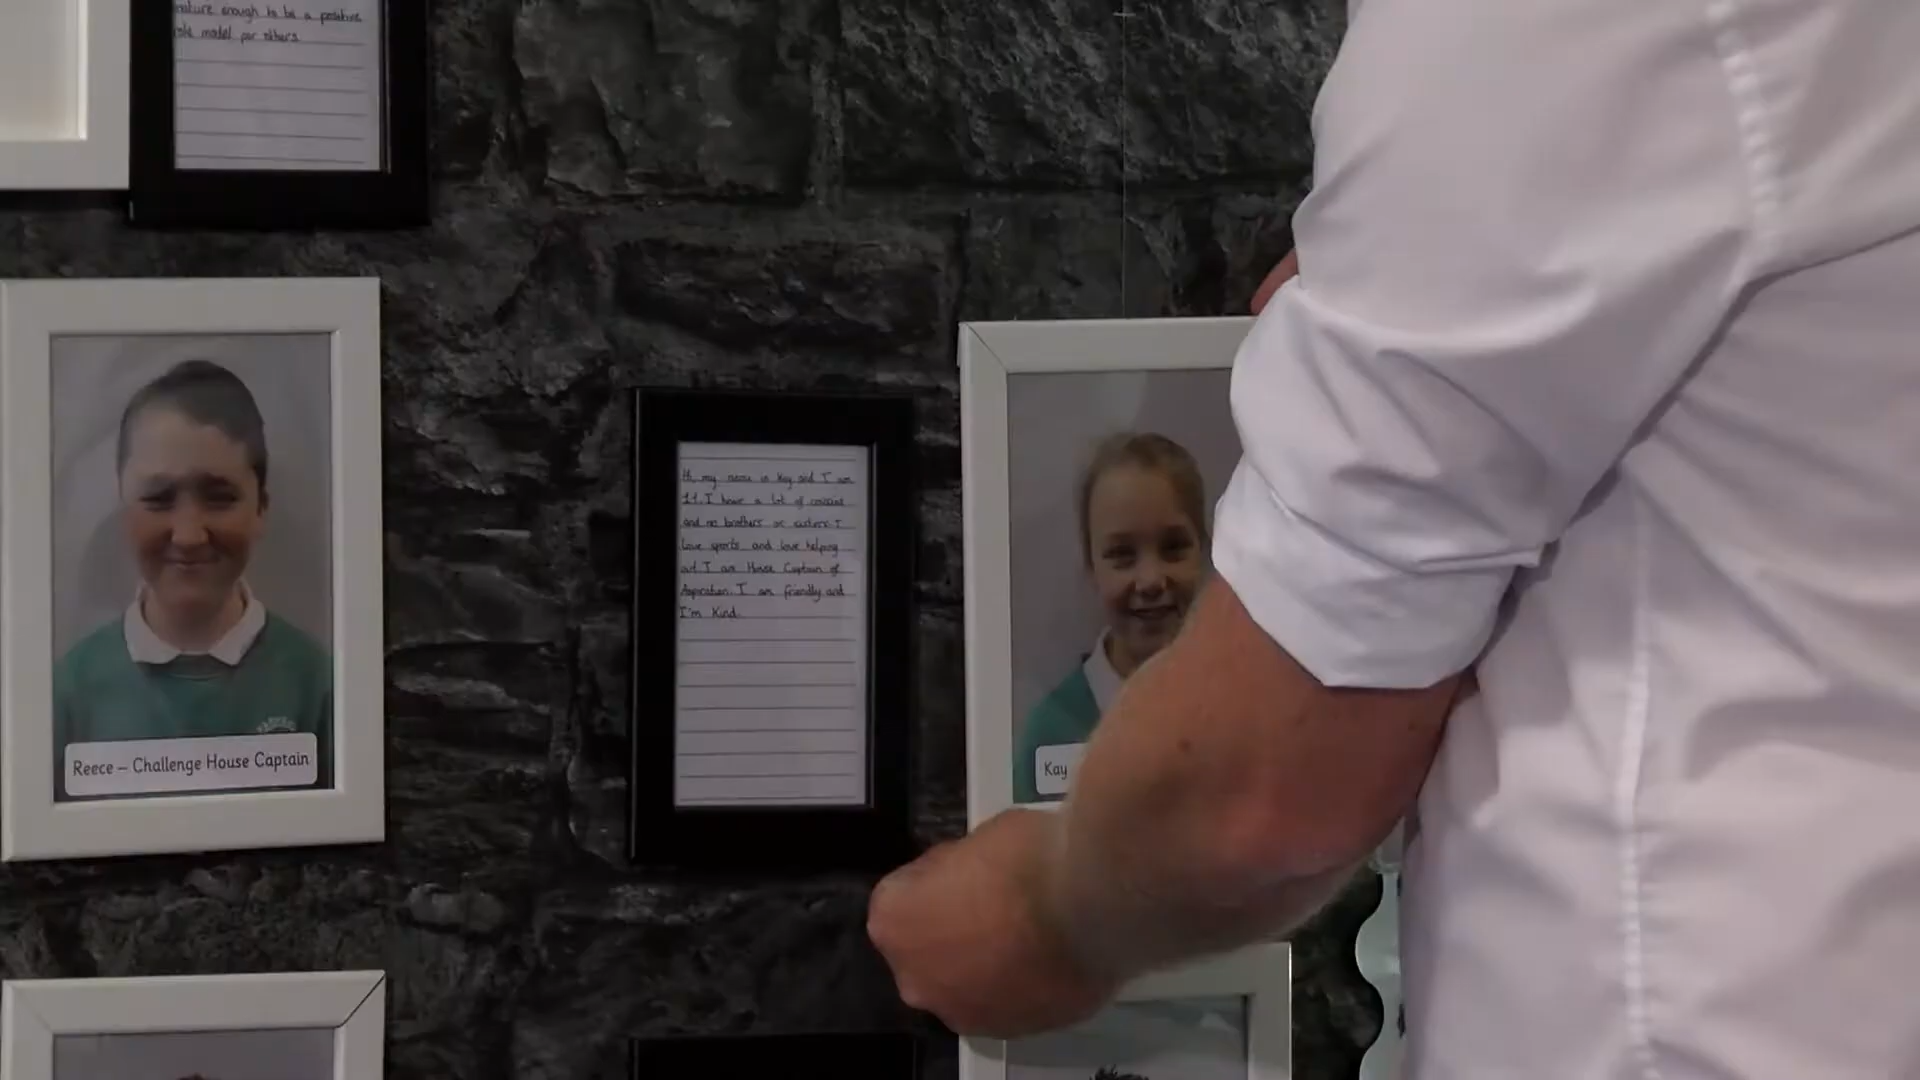 mature enough to be a positive
role model for others.
Hi, my name is Kay and I am
11. I have a lot of cousins
and no brothers or sisters. I
love sports and love helping
out. I am House Captain of
Aspiration. I am friendly and
I'm Kind.
Reece – Challenge House Captain
Kay